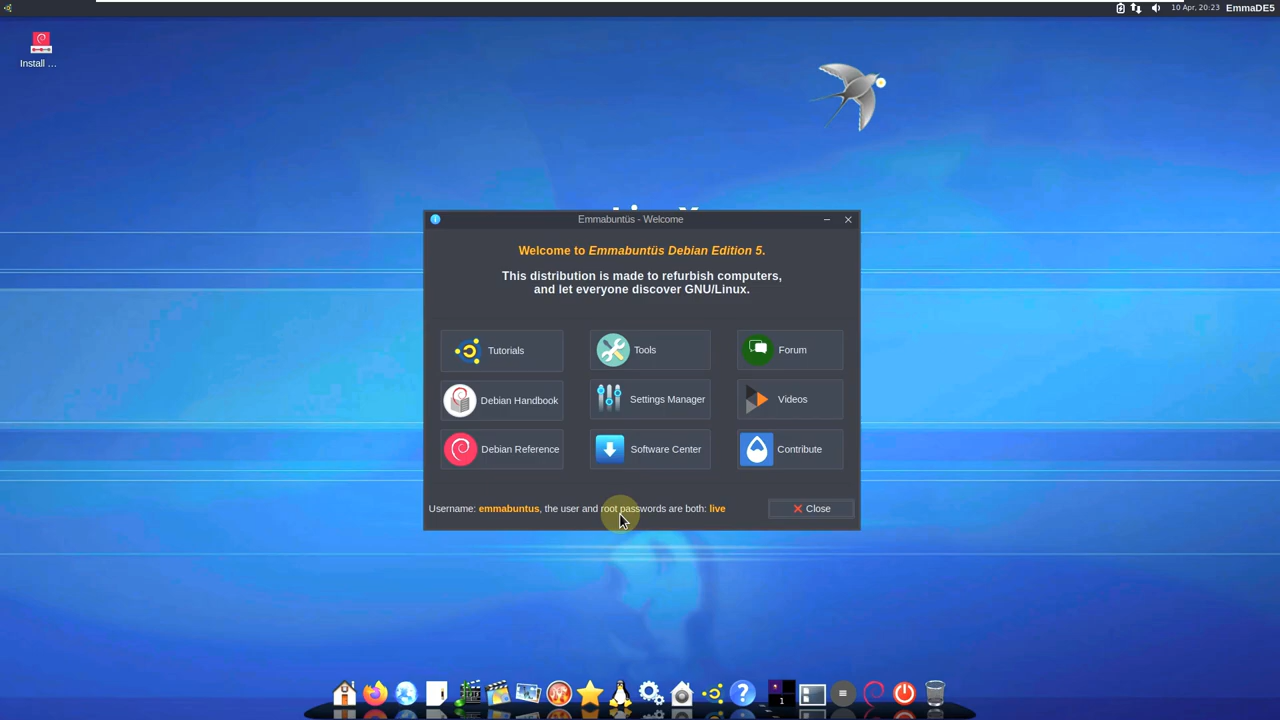 10 Apr, 20:23 EmmaDE5
Install ...
Emmabuntüs - Welcome
Welcome to Emmabuntüs Debian Edition 5.
This distribution is made to refurbish computers,
and let everyone discover GNU/Linux.
Tutorials Tools Forum
Debian Handbook Settings Manager Videos
Debian Reference Software Center Contribute
Username: emmabuntus, the user and root passwords are both: live
Close
1